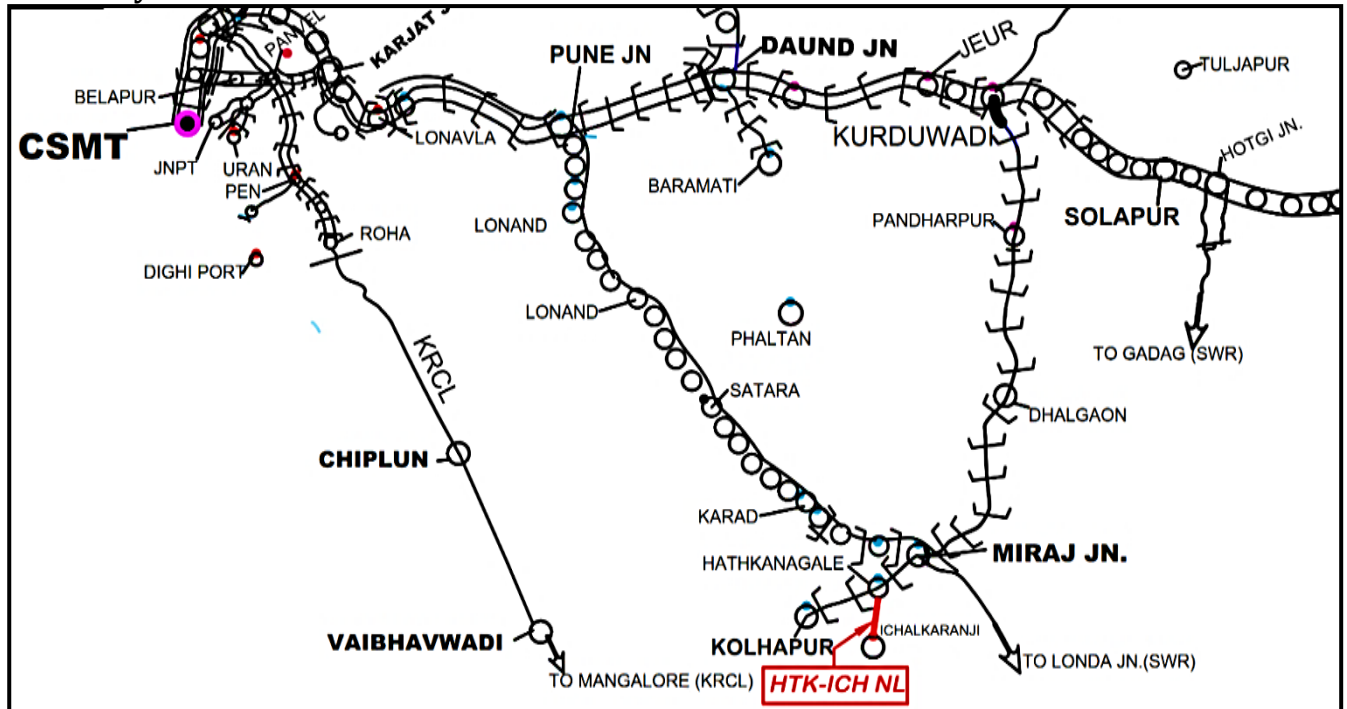 PANVEL
KARJAT J
PUNE JN
DAUND JN
JEUR
TULJAPUR
BELAPUR
CSMT
LONAVLA
KURDUWADI
HOTGI JN.
JNPT
URAN
PEN
BARAMATI
PANDHARPUR
SOLAPUR
LONAND
ROHA
DIGHI PORT
LONAND
PHALTAN
TO GADAG (SWR)
KRCL
SATARA
DHALGAON
CHIPLUN
KARAD
HATHKANAGALE
MIRAJ JN.
ICHALKARANJI
VAIBHAVWADI
KOLHAPUR
TO LONDA JN.(SWR)
TO MANGALORE (KRCL)
HTK-ICH NL